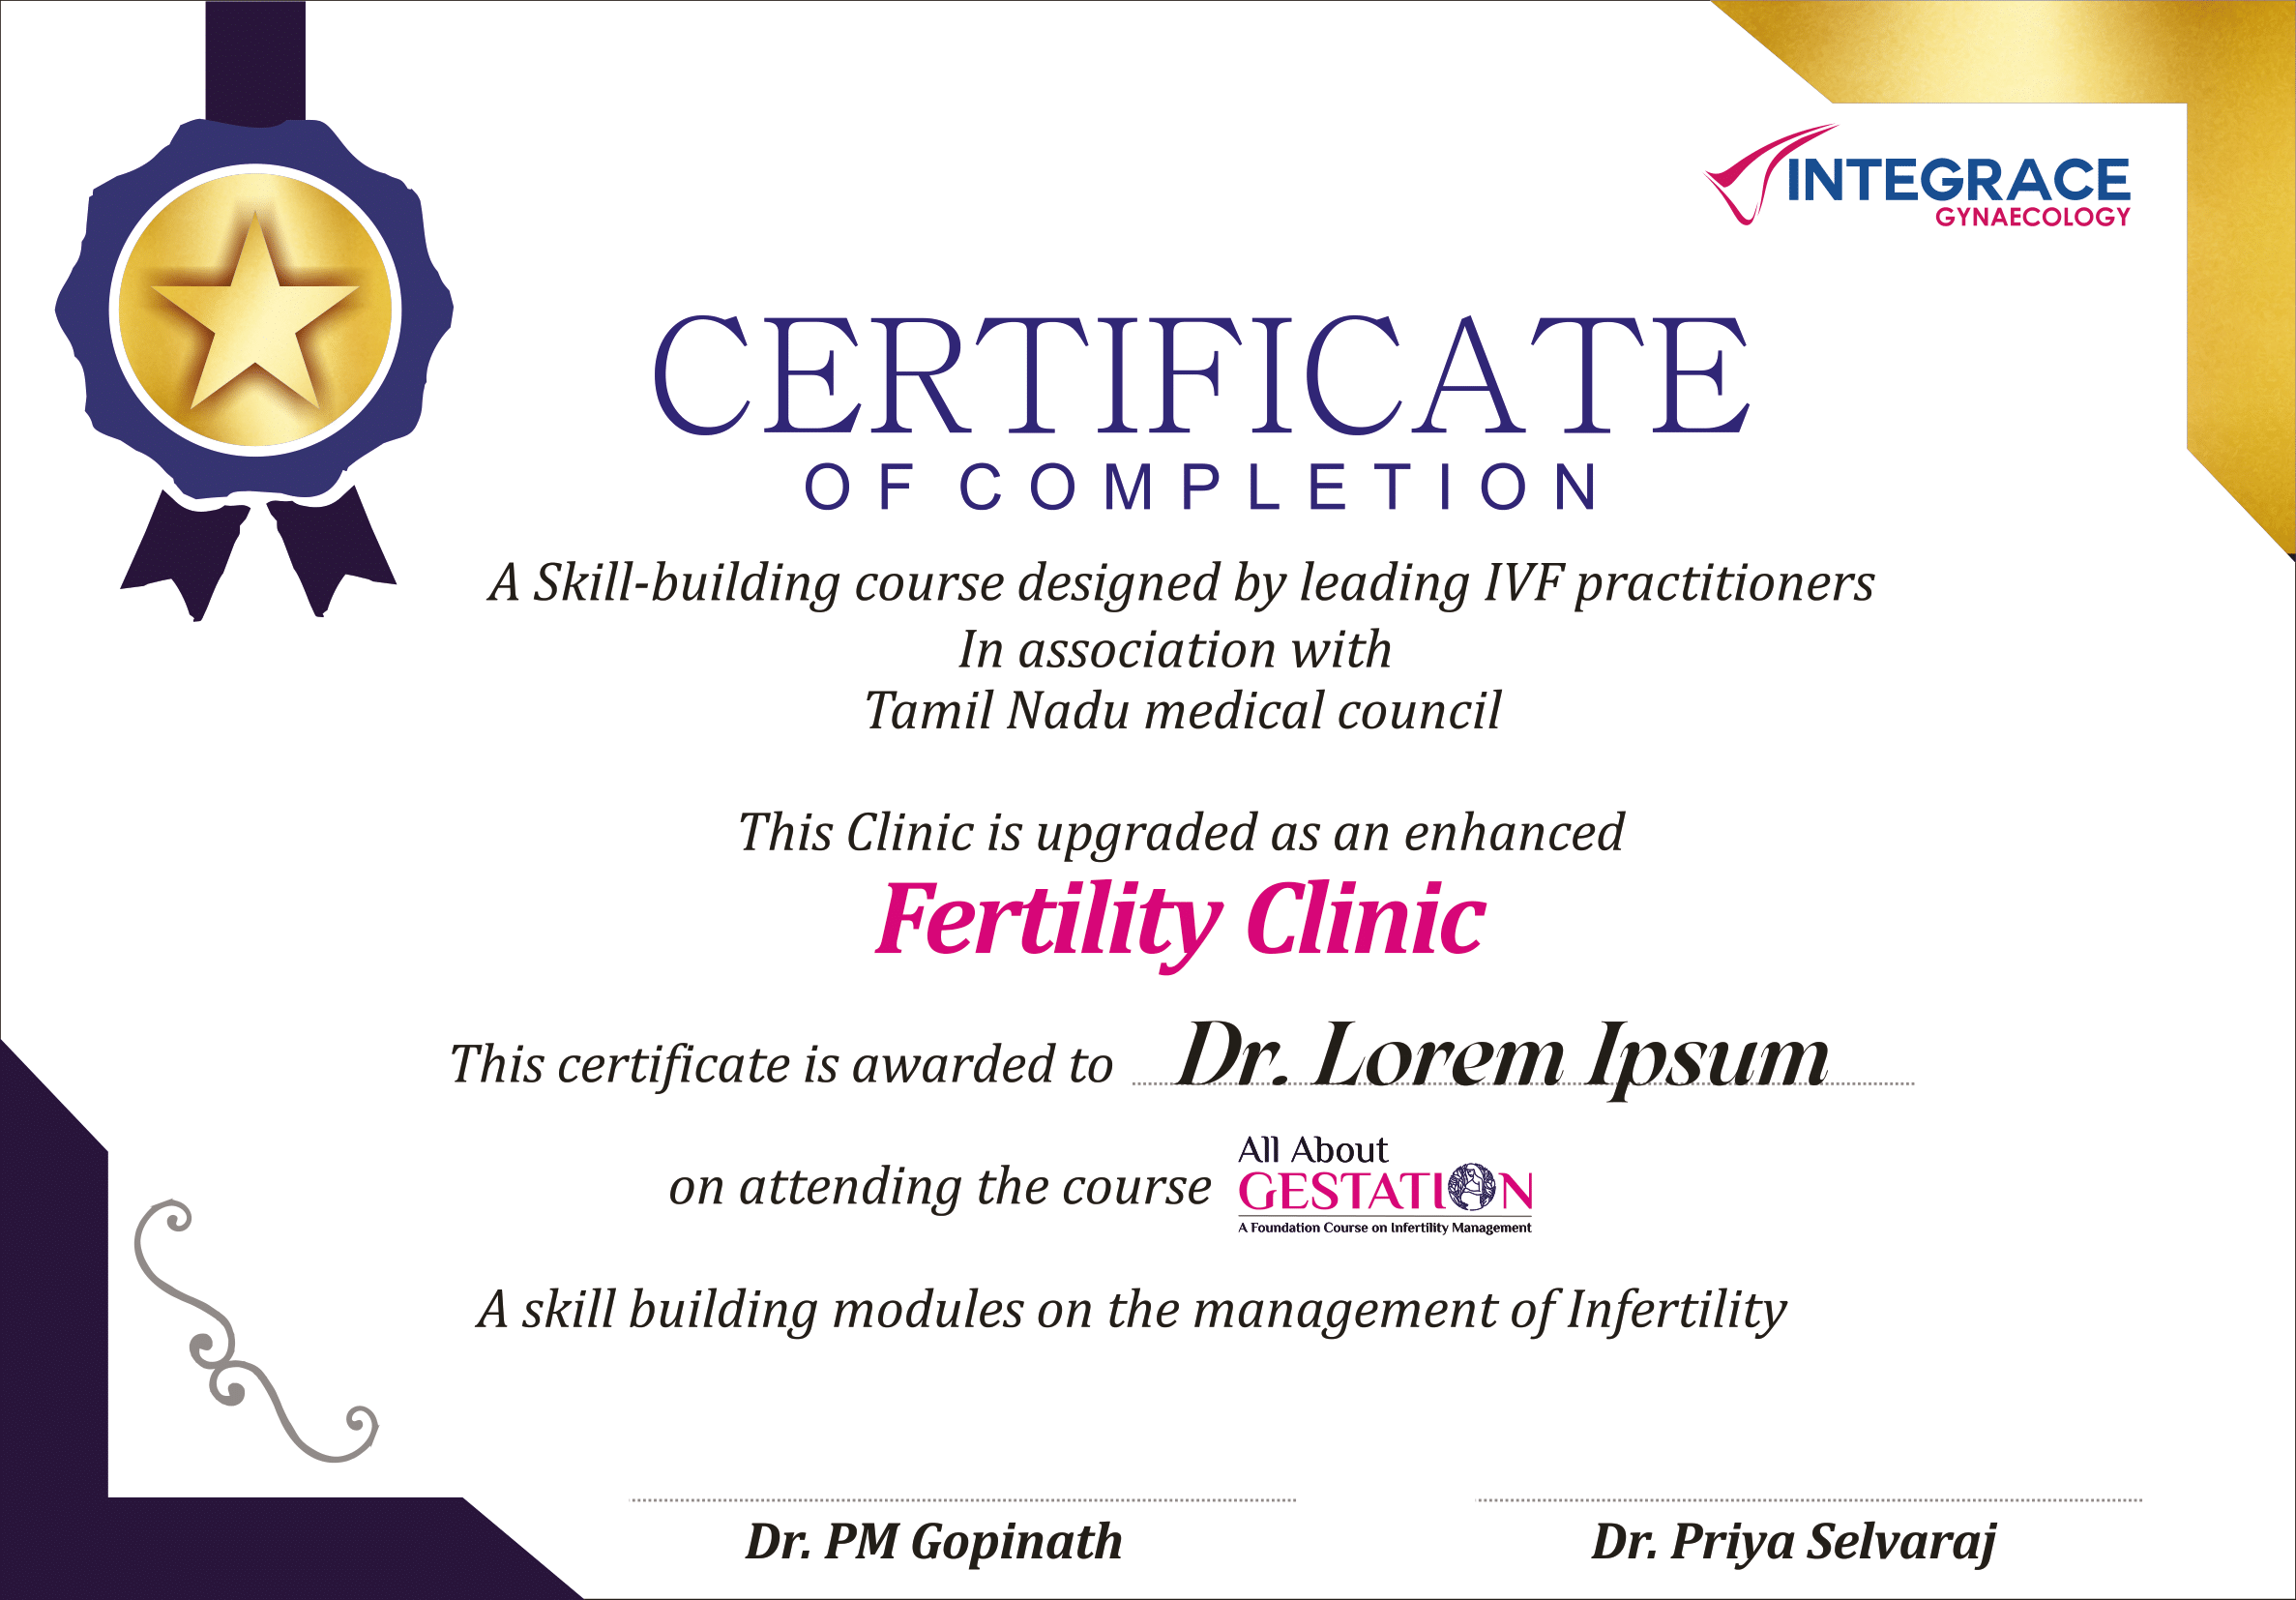 INTEGRACE
GYNAECOLOGY
CERTIFICATE
OF COMPLETION
A Skill-building course designed by leading IVF practitioners
In association with
Tamil Nadu medical council
This Clinic is upgraded as an enhanced
Fertility Clinic
This certificate is awarded to Dr. Lorem Ipsum
on attending the course
All About
GESTATION
A Foundation Course on Infertility Management
A skill building modules on the management of Infertility
Dr. PM Gopinath
Dr. Priya Selvaraj